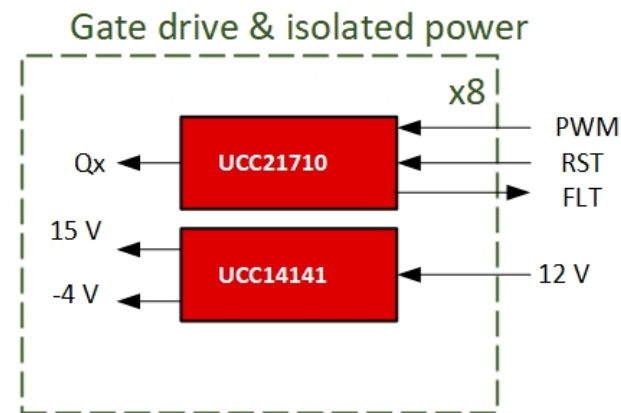 Gate drive & isolated power
x8
PWM
Qx
UCC21710
RST
FLT
15 V
UCC14141
12 V
-4 V